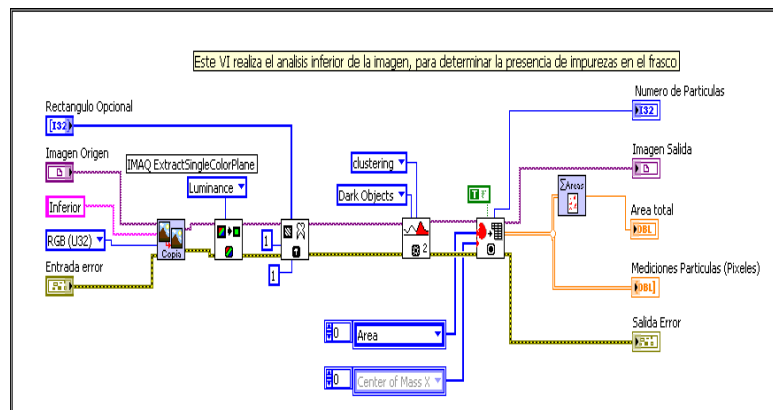 Este VI realiza el analisis inferior de la imagen, para determinar la presencia de impurezas en el frasco
Rectangulo Opcional
[I32]
Imagen Origen
IMAQ ExtractSingleColorPlane
Luminance
Inferior
RGB (U32)
Copia
Entrada error
1
1
clustering
Dark Objects
2
T F
0
Area
0
Center of Mass X
Numero de Particulas
I32
Imagen Salida
ΣAreas
Area total
DBL
Mediciones Particulas (Pixeles)
[DBL]
Salida Error